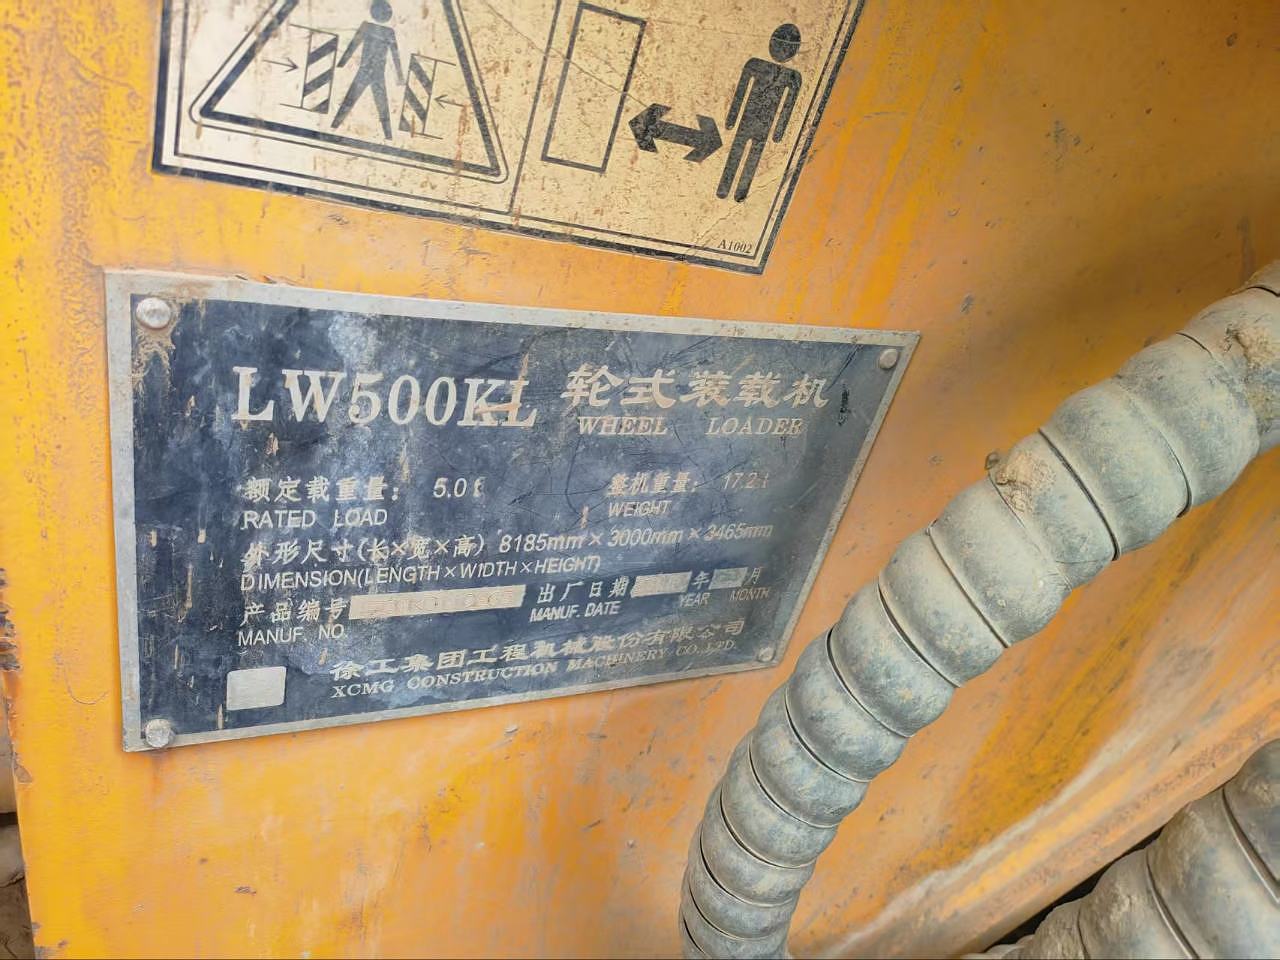 A1002
LW500KL 轮式装载机
WHEEL LOADER
额定载重量： 5.0t 整机重量： 17.2t
RATED LOAD WEIGHT
外形尺寸(长×宽×高) 8185mm×3000mm×3465mm
DIMENSION(LENGTH×WIDTH×HEIGHT)
产品编号 出厂日期 年 月
MANUF. NO. MANUF. DATE YEAR MONTH
徐工集团工程机械股份有限公司
XCMG CONSTRUCTION MACHINERY CO.,LTD.